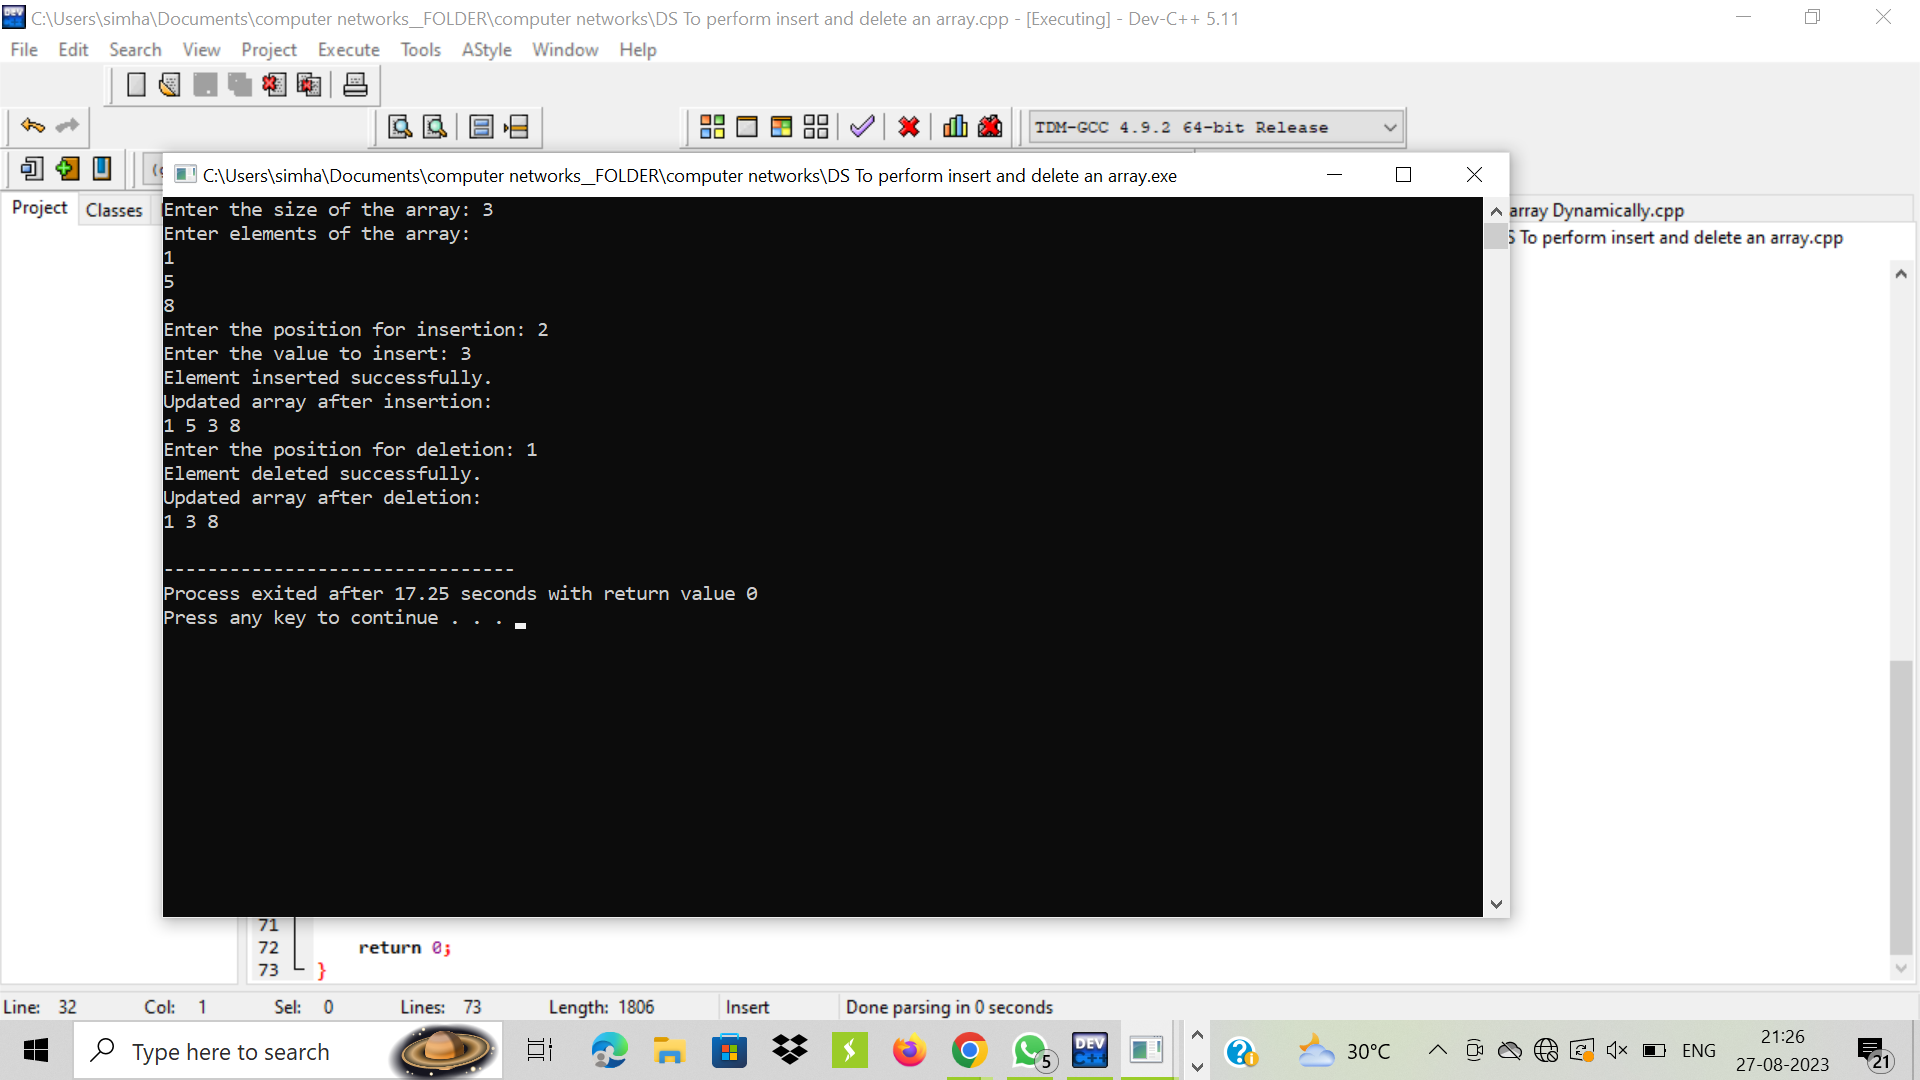 C:\Users\simha\Documents\computer networks__FOLDER\computer networks\DS To perform insert and delete an array.cpp - [Executing] - Dev-C++ 5.11
File Edit Search View Project Execute Tools AStyle Window Help
TDM-GCC 4.9.2 64-bit Release
C:\Users\simha\Documents\computer networks__FOLDER\computer networks\DS To perform insert and delete an array.exe
Project Classes
array Dynamically.cpp
To perform insert and delete an array.cpp
Enter the size of the array: 3
Enter elements of the array:
1
5
8
Enter the position for insertion: 2
Enter the value to insert: 3
Element inserted successfully.
Updated array after insertion:
1 5 3 8
Enter the position for deletion: 1
Element deleted successfully.
Updated array after deletion:
1 3 8
--------------------------------
Process exited after 17.25 seconds with return value 0
Press any key to continue . . .
71
72 return 0;
73 }
Line: 32 Col: 1 Sel: 0 Lines: 73 Length: 1806 Insert Done parsing in 0 seconds
Type here to search
5
DEV C++
30°C
ENG
21:26
27-08-2023
21